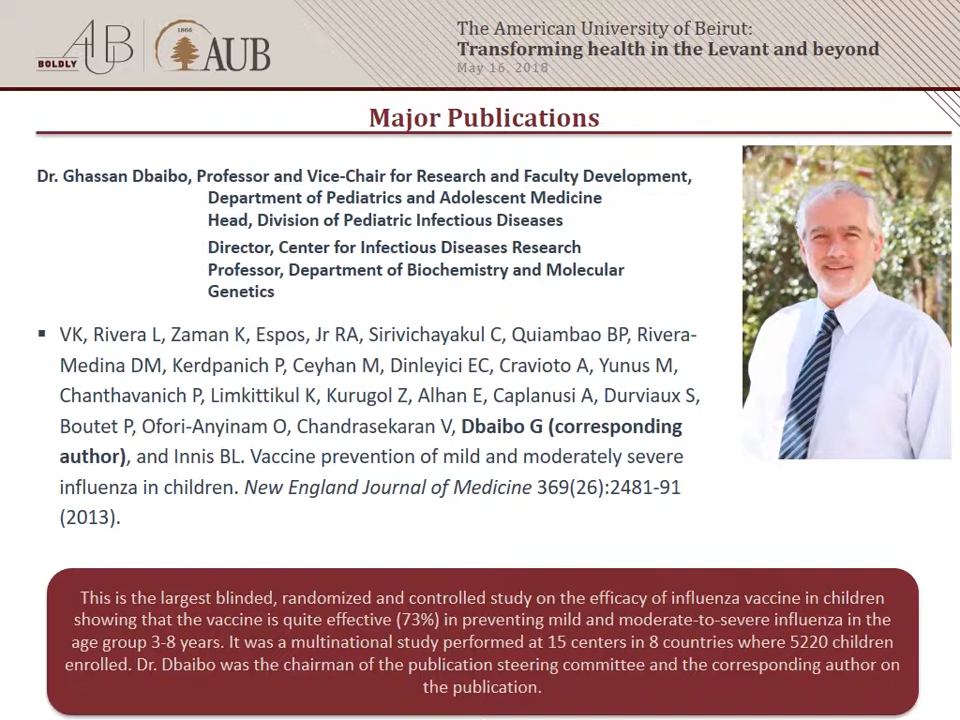 AUB
BOLDLY
1866
AUB
The American University of Beirut:
Transforming health in the Levant and beyond
May 16, 2018
Major Publications
Dr. Ghassan Dbaibo, Professor and Vice-Chair for Research and Faculty Development,
Department of Pediatrics and Adolescent Medicine
Head, Division of Pediatric Infectious Diseases
Director, Center for Infectious Diseases Research
Professor, Department of Biochemistry and Molecular
Genetics
▪ VK, Rivera L, Zaman K, Espos, Jr RA, Sirivichayakul C, Quiambao BP, Rivera-
Medina DM, Kerdpanich P, Ceyhan M, Dinleyici EC, Cravioto A, Yunus M,
Chanthavanich P, Limkittikul K, Kurugol Z, Alhan E, Caplanusi A, Durviaux S,
Boutet P, Ofori-Anyinam O, Chandrasekaran V, Dbaibo G (corresponding
author), and Innis BL. Vaccine prevention of mild and moderately severe
influenza in children. New England Journal of Medicine 369(26):2481-91
(2013).
This is the largest blinded, randomized and controlled study on the efficacy of influenza vaccine in children
showing that the vaccine is quite effective (73%) in preventing mild and moderate-to-severe influenza in the
age group 3-8 years. It was a multinational study performed at 15 centers in 8 countries where 5220 children
enrolled. Dr. Dbaibo was the chairman of the publication steering committee and the corresponding author on
the publication.